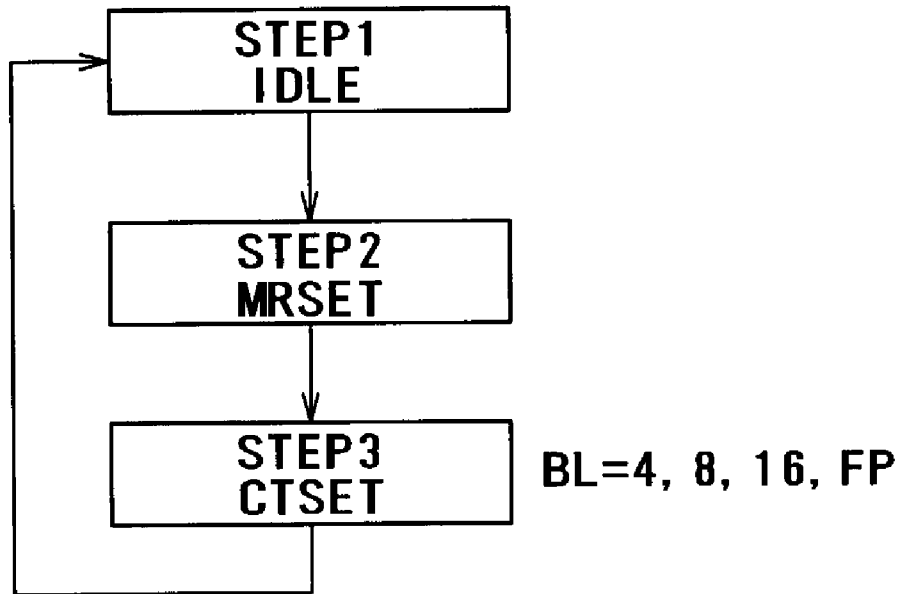 STEP1
IDLE
STEP2
MRSET
STEP3
CTSET
BL=4, 8, 16, FP